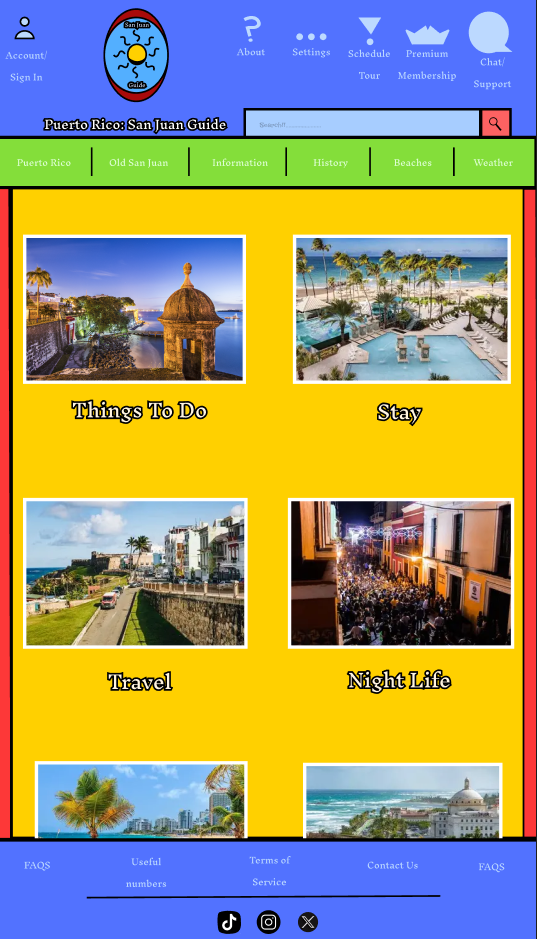 San Juan
Guide
Account/
Sign In
About
Settings
Schedule
Tour
Premium
Membership
Chat/
Support
Puerto Rico: San Juan Guide
Search!!
Puerto Rico
Old San Juan
Information
History
Beaches
Weather
Things To Do
Stay
Travel
Night Life
FAQS
Useful
numbers
Terms of
Service
Contact Us
FAQS